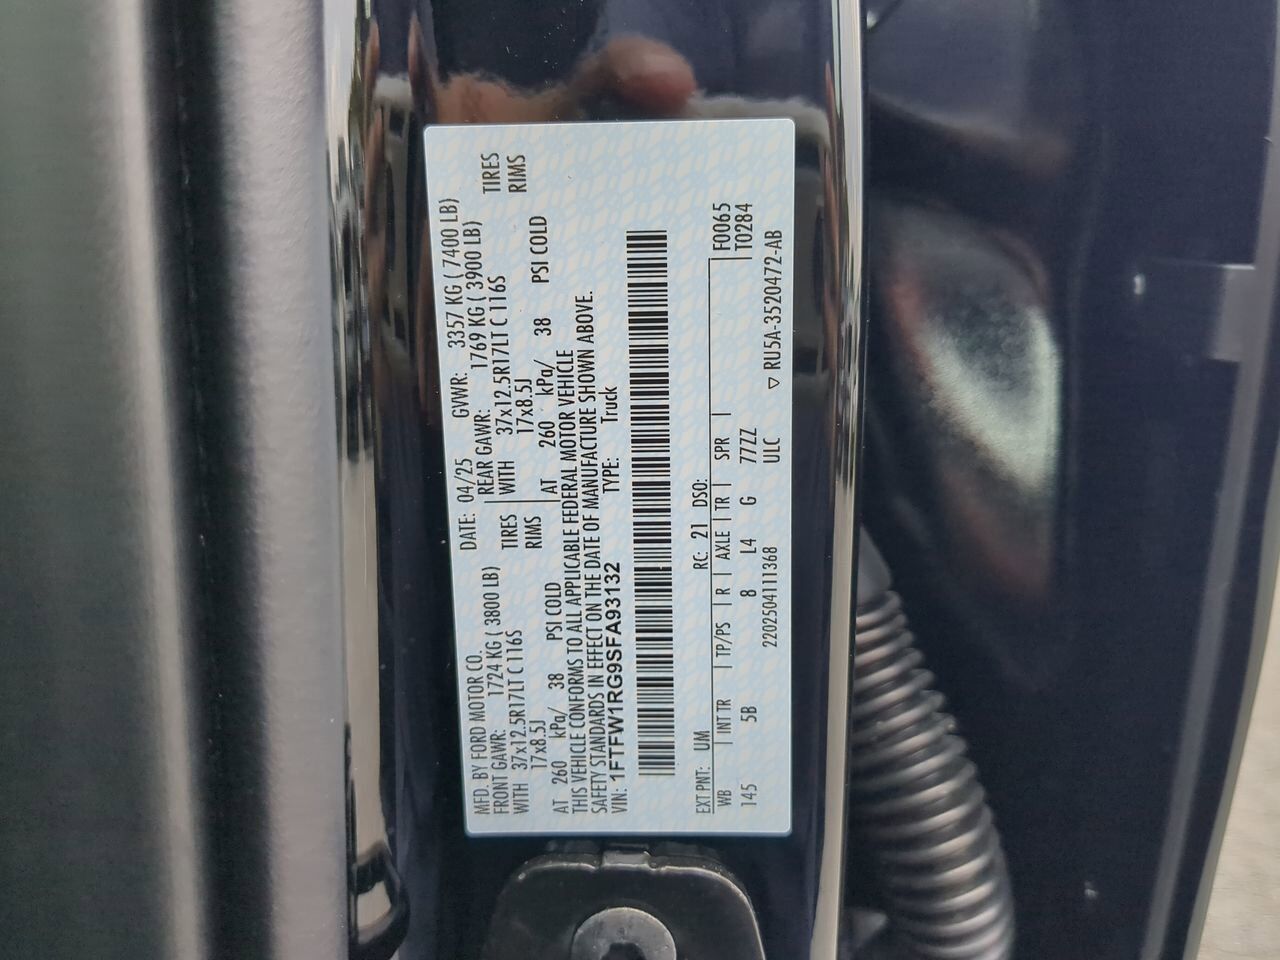 MFD. BY FORD MOTOR CO.
DATE: 04/25 GVWR: 3357 KG ( 7400 LB)
FRONT GAWR: 1724 KG ( 3800 LB)
REAR GAWR: 1769 KG ( 3900 LB)
WITH 37x12.5R17LT C 116S TIRES
WITH 37x12.5R17LT C 116S TIRES
17x8.5J RIMS
17x8.5J RIMS
AT 260 kPa/ 38 PSI COLD
AT 260 kPa/ 38 PSI COLD
THIS VEHICLE CONFORMS TO ALL APPLICABLE FEDERAL MOTOR VEHICLE
SAFETY STANDARDS IN EFFECT ON THE DATE OF MANUFACTURE SHOWN ABOVE.
VIN: 1FTFW1RG9SFA93132 TYPE: Truck
EXT PNT: UM RC: 21 DSO: F0065
WB INT TR TP/PS R AXLE TR SPR T0284
145 5B 8 L4 G 77ZZ
2202504111368 ULC ▽ RU5A-3520472-AB